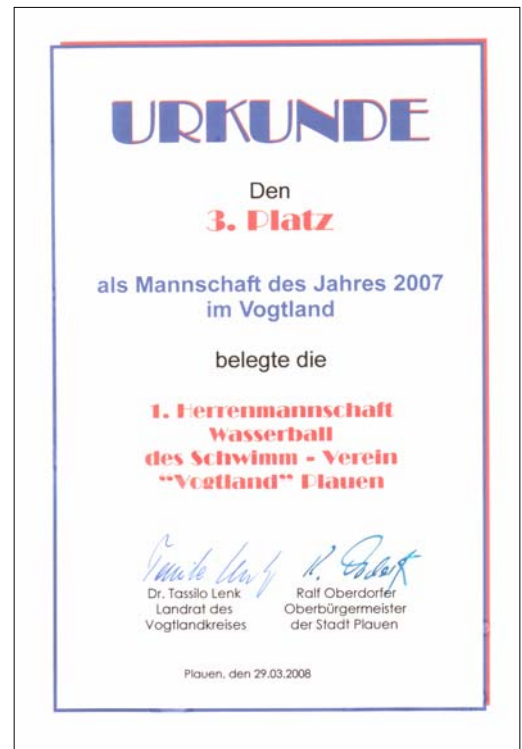 URKUNDE
Den
3. Platz
als Mannschaft des Jahres 2007
im Vogtland
belegte die
1. Herrenmannschaft
Wasserball
des Schwimm - Verein
“Vogtland” Plauen
Dr. Tassilo Lenk
Landrat des
Vogtlandkreises
Ralf Oberdorfer
Oberbürgermeister
der Stadt Plauen
Plauen, den 29.03.2008